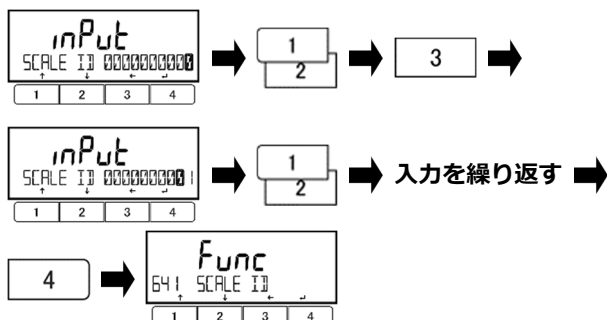 inPut
SCALE ID 0000000000
↑ ↓ ← ↵
1 2 3 4
1
2
3
inPut
SCALE ID 0000000001
↑ ↓ ← ↵
1 2 3 4
1
2
入力を繰り返す
4
Func
641 SCALE ID
↑ ↓ ← ↵
1 2 3 4